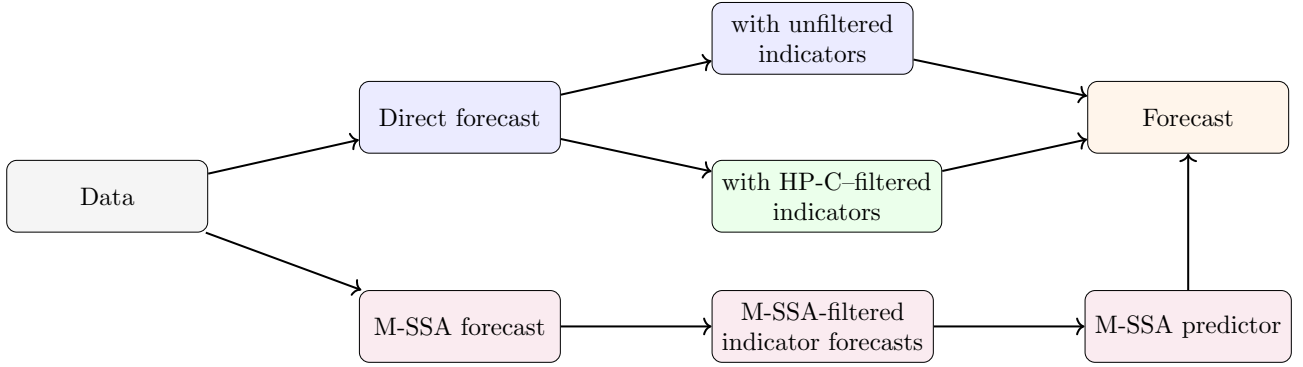 with unfiltered
indicators
Direct forecast
Forecast
Data
with HP-C–filtered
indicators
M-SSA forecast
M-SSA-filtered
indicator forecasts
M-SSA predictor